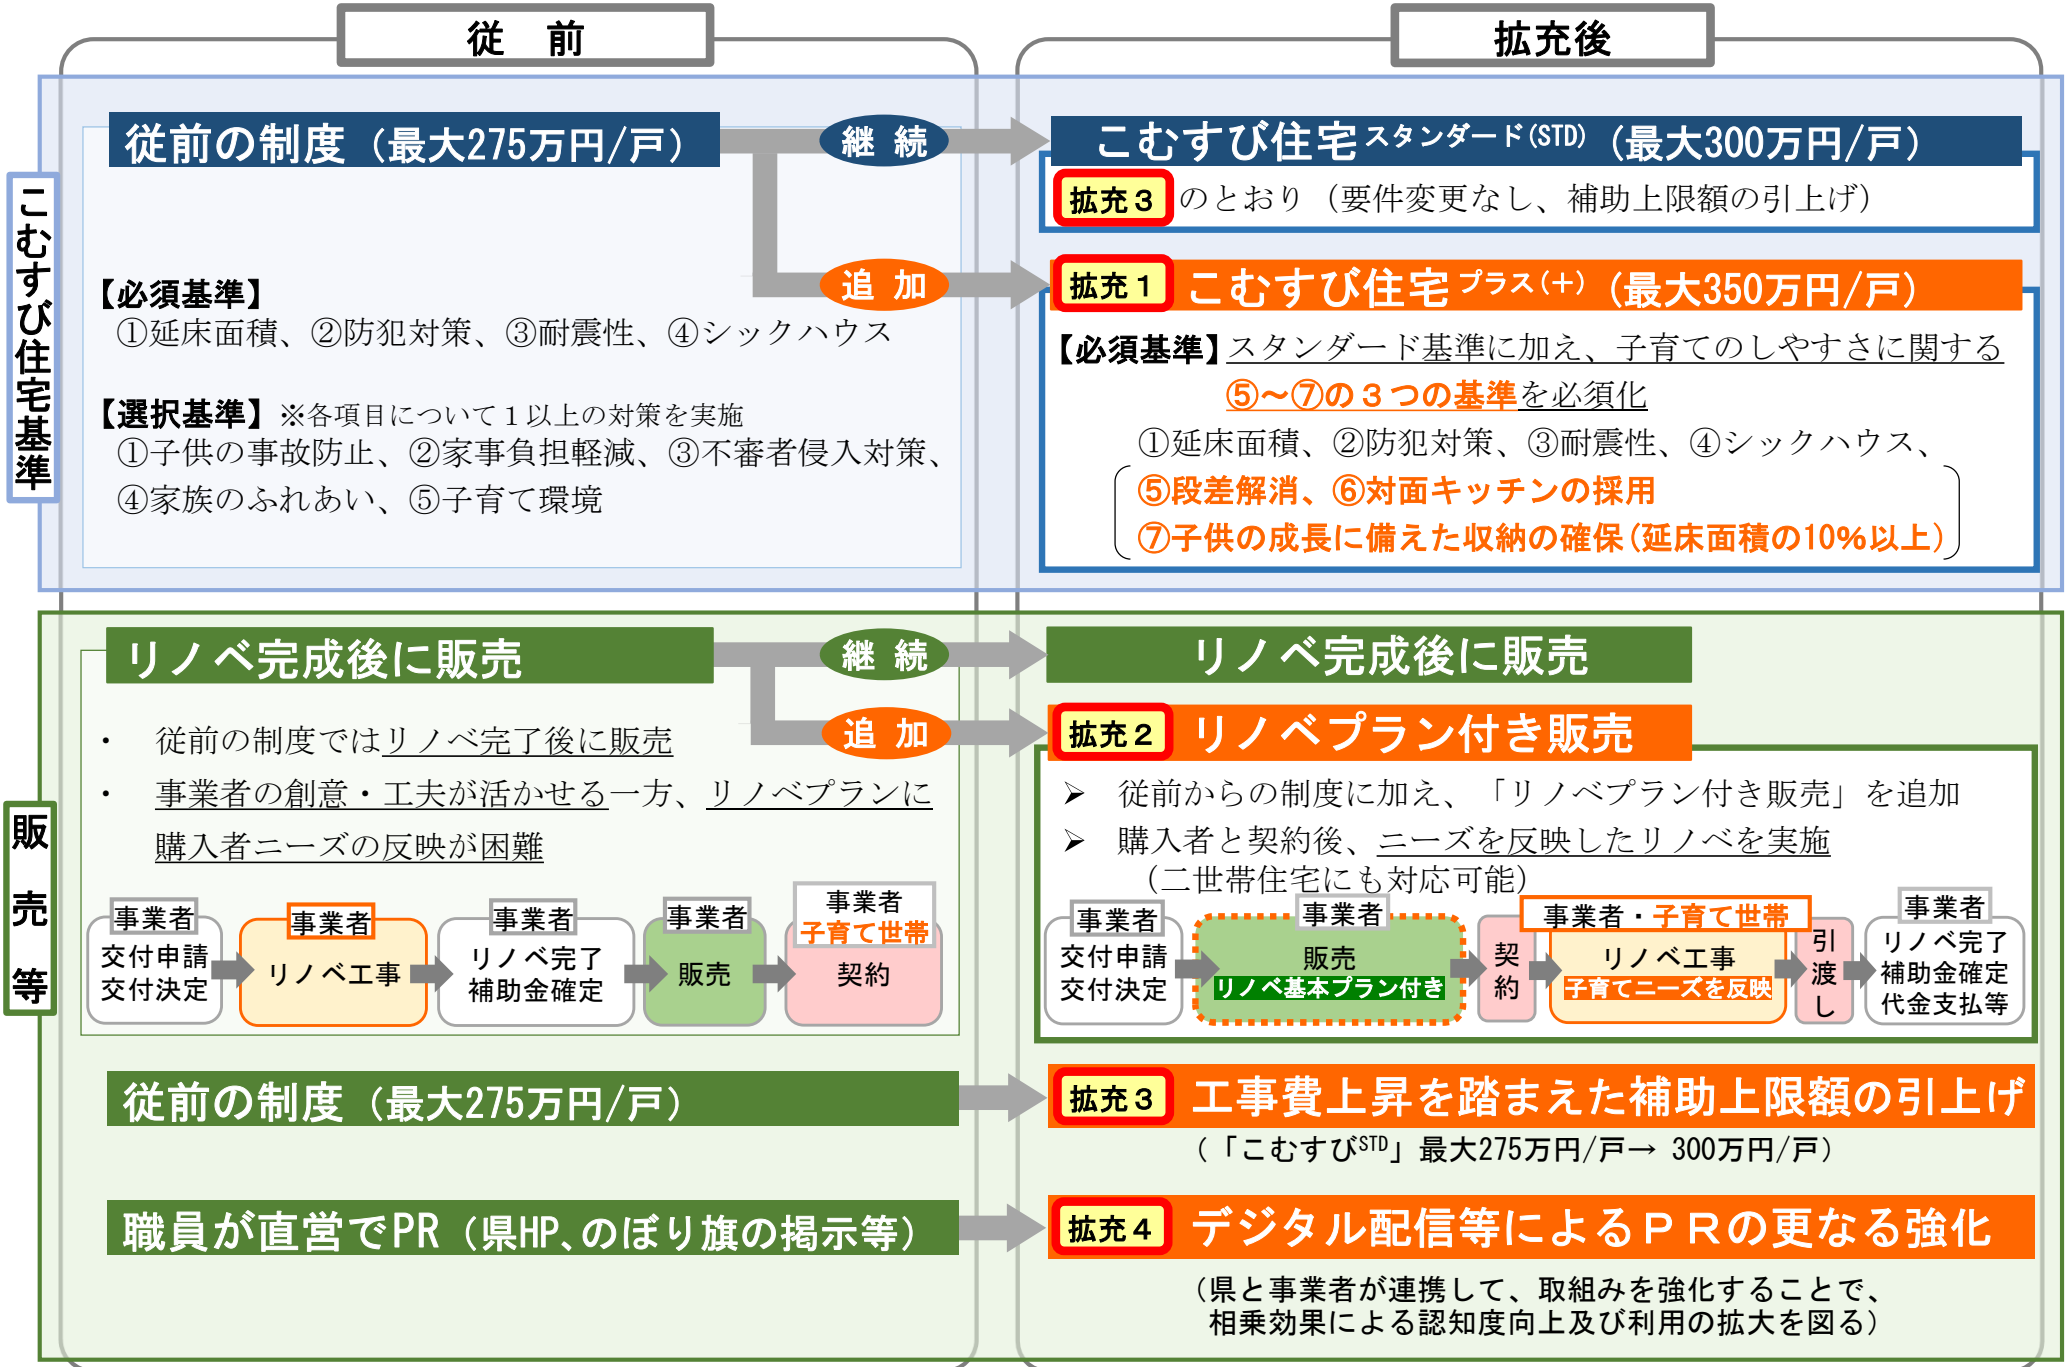 従　前
拡充後
こむすび住宅基準
従前の制度（最大275万円/戸）
継 続
追 加
【必須基準】
①延床面積、②防犯対策、③耐震性、④シックハウス
【選択基準】※各項目について１以上の対策を実施
①子供の事故防止、②家事負担軽減、③不審者侵入対策、
④家族のふれあい、⑤子育て環境
こむすび住宅スタンダード(STD)（最大300万円/戸）
拡充３ のとおり（要件変更なし、補助上限額の引上げ）
拡充１ こむすび住宅プラス(＋)（最大350万円/戸）
【必須基準】スタンダード基準に加え、子育てのしやすさに関する
⑤～⑦の３つの基準を必須化
①延床面積、②防犯対策、③耐震性、④シックハウス、
⑤段差解消、⑥対面キッチンの採用
⑦子供の成長に備えた収納の確保(延床面積の10%以上)
販売等
リノベ完成後に販売
継 続
追 加
・ 従前の制度ではリノベ完了後に販売
・ 事業者の創意・工夫が活かせる一方、リノベプランに
購入者ニーズの反映が困難
事業者
交付申請
交付決定
事業者
リノベ工事
事業者
リノベ完了
補助金確定
事業者
販売
事業者
子育て世帯
契約
リノベ完成後に販売
拡充２ リノベプラン付き販売
➢ 従前からの制度に加え、「リノベプラン付き販売」を追加
➢ 購入者と契約後、ニーズを反映したリノベを実施
（二世帯住宅にも対応可能）
事業者
交付申請
交付決定
事業者
販売
リノベ基本プラン付き
契約
事業者・子育て世帯
リノベ工事
子育てニーズを反映
引渡し
事業者
リノベ完了
補助金確定
代金支払等
従前の制度（最大275万円/戸）
拡充３ 工事費上昇を踏まえた補助上限額の引上げ
（「こむすびSTD」最大275万円/戸→ 300万円/戸）
職員が直営でPR（県HP、のぼり旗の掲示等）
拡充４ デジタル配信等によるＰＲの更なる強化
（県と事業者が連携して、取組みを強化することで、
相乗効果による認知度向上及び利用の拡大を図る）